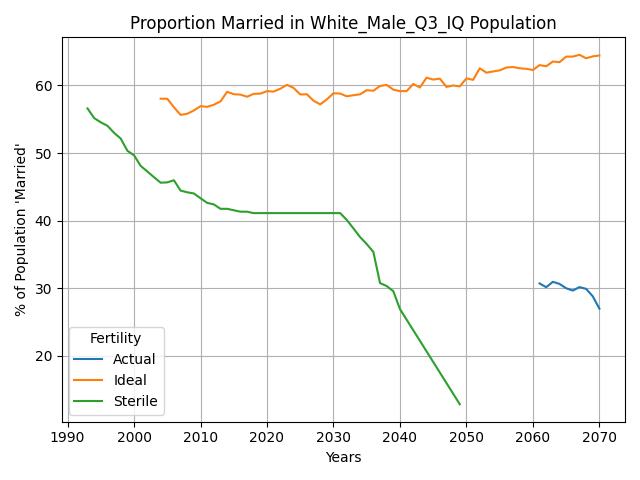 Proportion Married in White_Male_Q3_IQ Population
% of Population 'Married'
60
50
40
30
20
Fertility
Actual
Ideal
Sterile
1990 2000 2010 2020 2030 2040 2050 2060 2070
Years